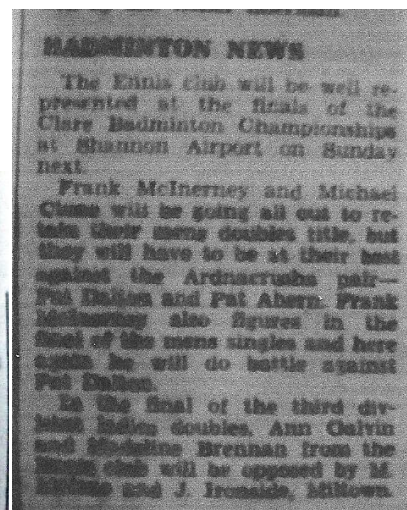 BADMINTON NEWS
The Ennis club will be well re-
presented at the finals of the
Clare Badminton Championships
at Shannon Airport on Sunday
next.
Frank McInerney and Michael
will be going all out to re-
tain their mens doubles title, but
they will have to be at their best
against the Ardnacrusha pair—
Pat Dalton and Pat Ahern. Frank
McInerney also figures in the
final of the mens singles and here
again he will do battle against
Pat Dalton.
In the final of the third div-
ision ladies doubles, Ann Galvin
and Madeline Brennan from the
Ennis club will be opposed by M.
and J. Ironside, Miltown.